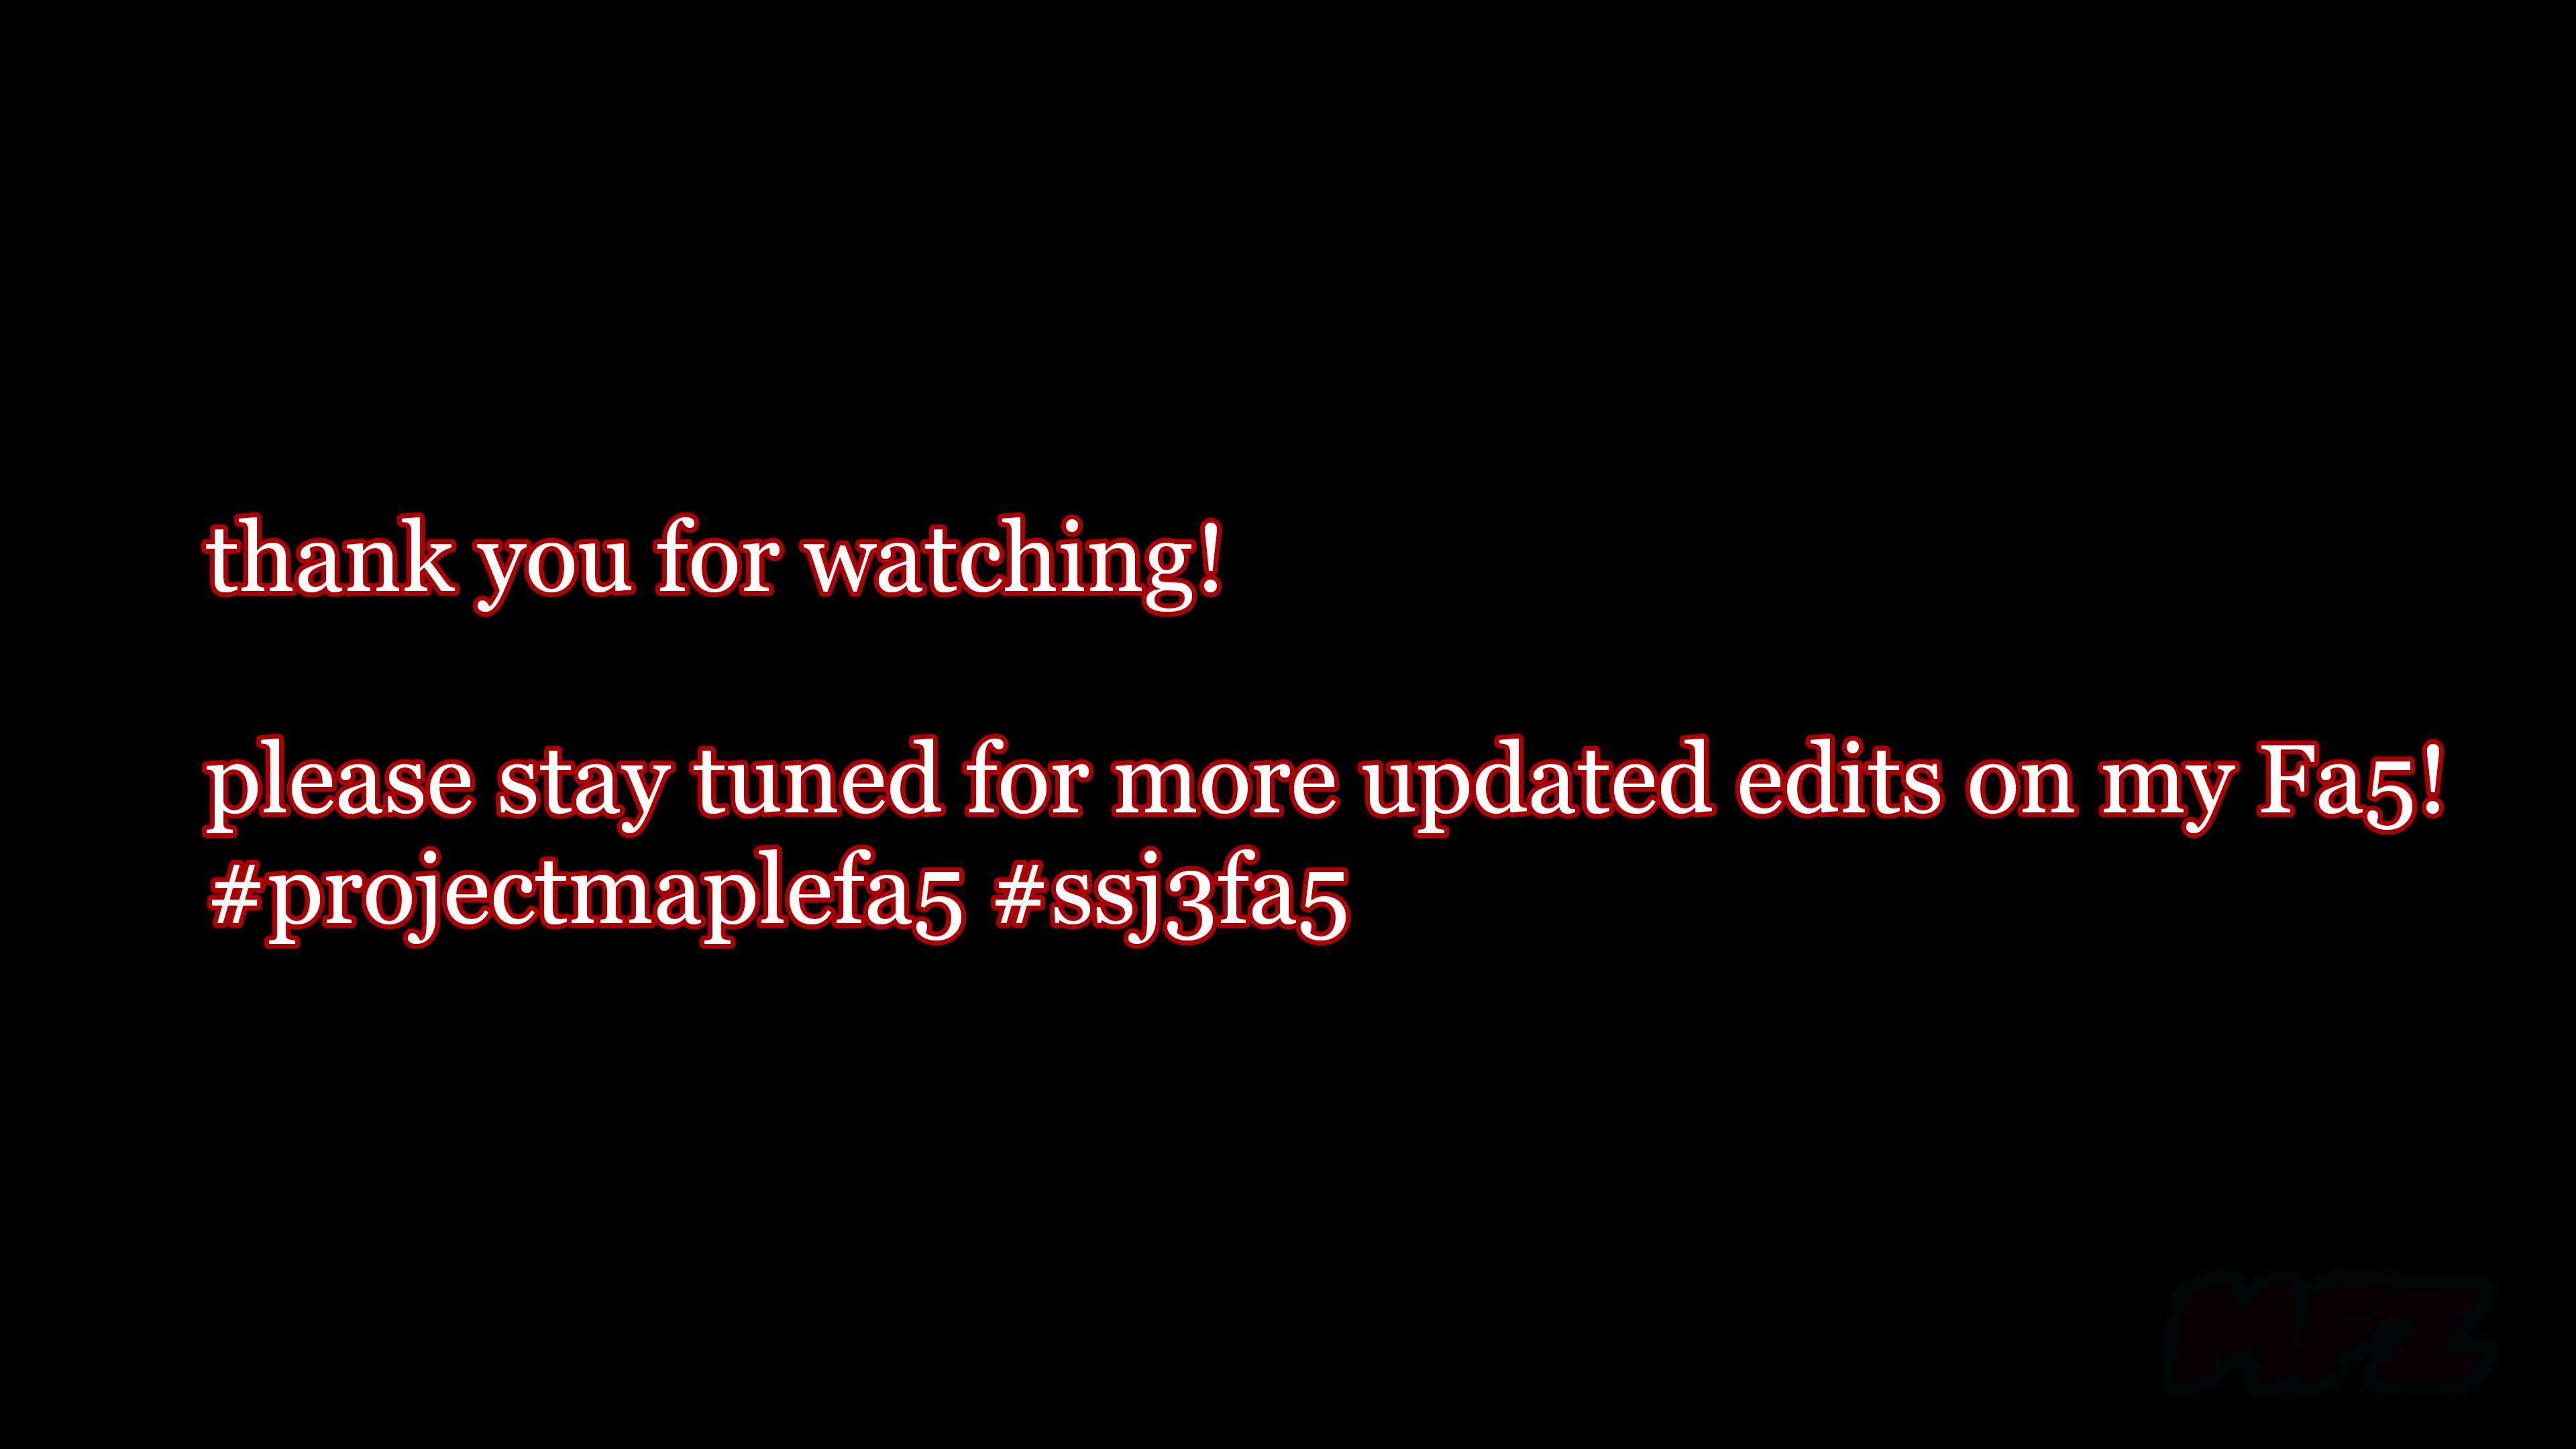 thank you for watching!
please stay tuned for more updated edits on my Fa5!
#projectmaplefa5 #ssj3fa5